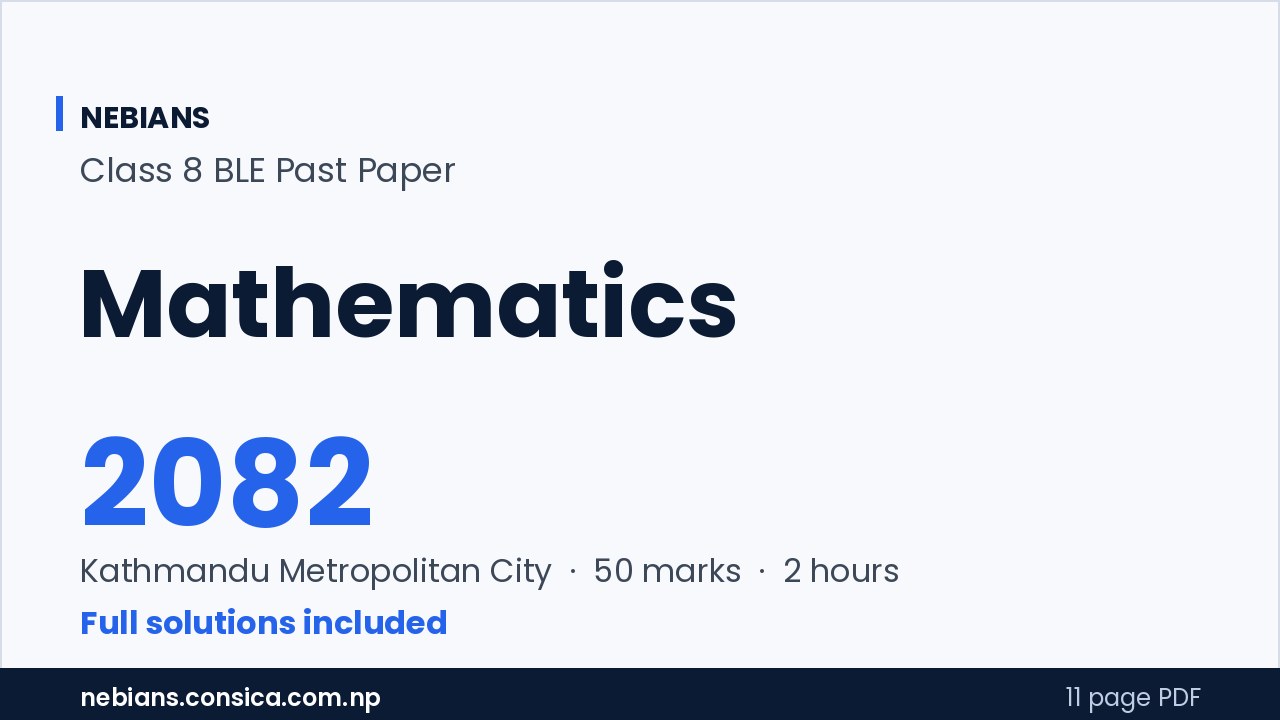 NEBIANS
Class 8 BLE Past Paper
Mathematics
2082
Kathmandu Metropolitan City · 50 marks · 2 hours
Full solutions included
nebians.consica.com.np
11 page PDF